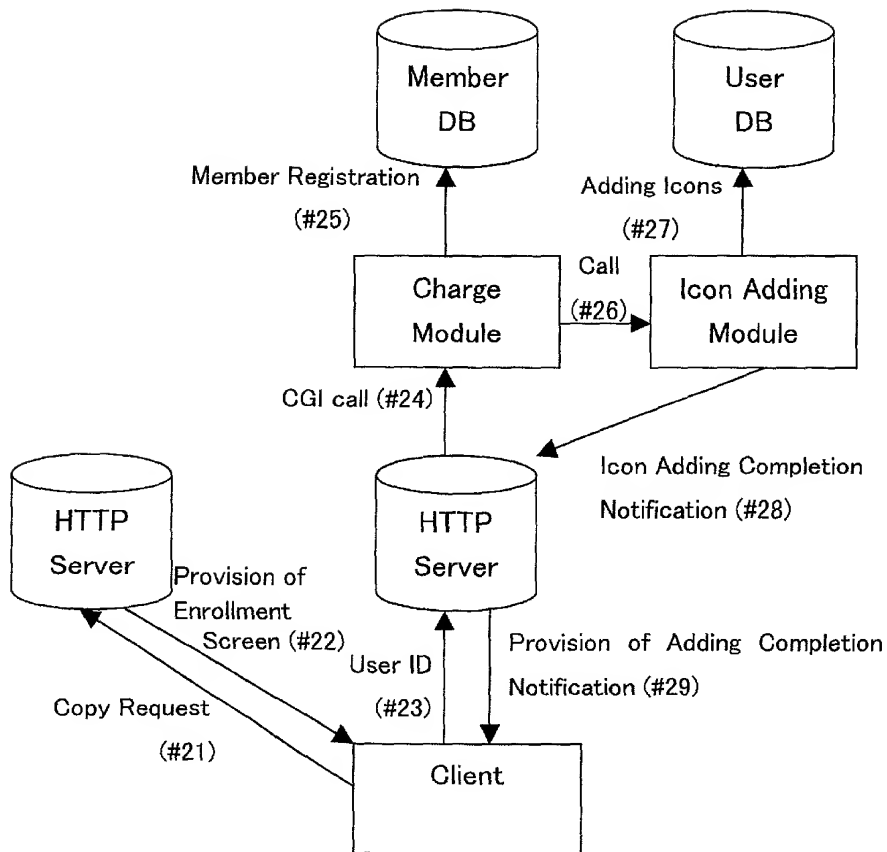 Member
DB
User
DB
Member Registration
(#25)
Adding Icons
(#27)
Charge
Module
Call
(#26)
Icon Adding
Module
CGI call (#24)
Icon Adding Completion
Notification (#28)
HTTP
Server
HTTP
Server
Provision of
Enrollment
Screen (#22)
User ID
(#23)
Provision of Adding Completion
Notification (#29)
Copy Request
(#21)
Client